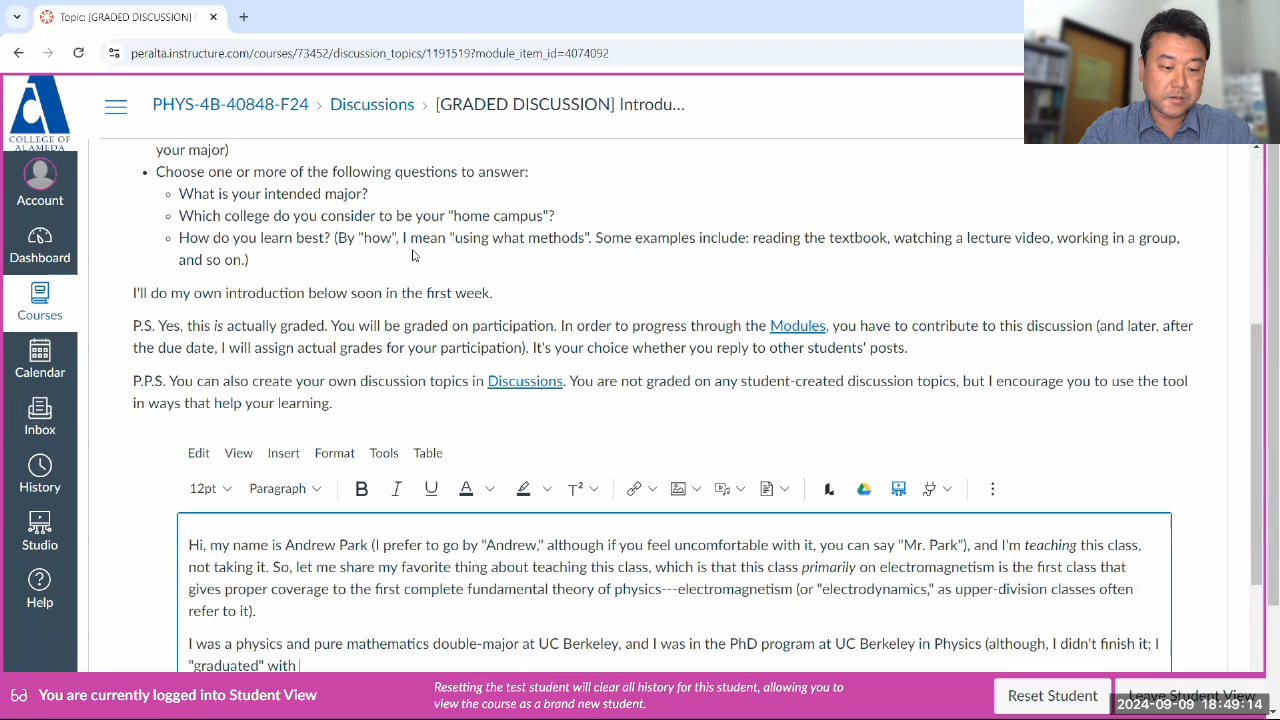 Topic: [GRADED DISCUSSION]
peralta.instructure.com/courses/73452/discussion_topics/1191519?module_item_id=4074092
COLLEGE OF
ALAMEDA
PHYS-4B-40848-F24 › Discussions › [GRADED DISCUSSION] Introdu...
Account
Dashboard
Courses
Calendar
Inbox
History
Studio
Help
your major)
• Choose one or more of the following questions to answer:
◦ What is your intended major?
◦ Which college do you consider to be your "home campus"?
◦ How do you learn best? (By "how", I mean "using what methods". Some examples include: reading the textbook, watching a lecture video, working in a group,
and so on.)
I'll do my own introduction below soon in the first week.
P.S. Yes, this is actually graded. You will be graded on participation. In order to progress through the Modules, you have to contribute to this discussion (and later, after
the due date, I will assign actual grades for your participation). It's your choice whether you reply to other students' posts.
P.P.S. You can also create your own discussion topics in Discussions. You are not graded on any student-created discussion topics, but I encourage you to use the tool
in ways that help your learning.
Edit View Insert Format Tools Table
12pt Paragraph B I U A T²
Hi, my name is Andrew Park (I prefer to go by "Andrew," although if you feel uncomfortable with it, you can say "Mr. Park"), and I'm teaching this class,
not taking it. So, let me share my favorite thing about teaching this class, which is that this class primarily on electromagnetism is the first class that
gives proper coverage to the first complete fundamental theory of physics---electromagnetism (or "electrodynamics," as upper-division classes often
refer to it).
I was a physics and pure mathematics double-major at UC Berkeley, and I was in the PhD program at UC Berkeley in Physics (although, I didn't finish it; I
"graduated" with
You are currently logged into Student View
Resetting the test student will clear all history for this student, allowing you to
view the course as a brand new student.
Reset Student
Leave Student View
2024-09-09 18:49:14